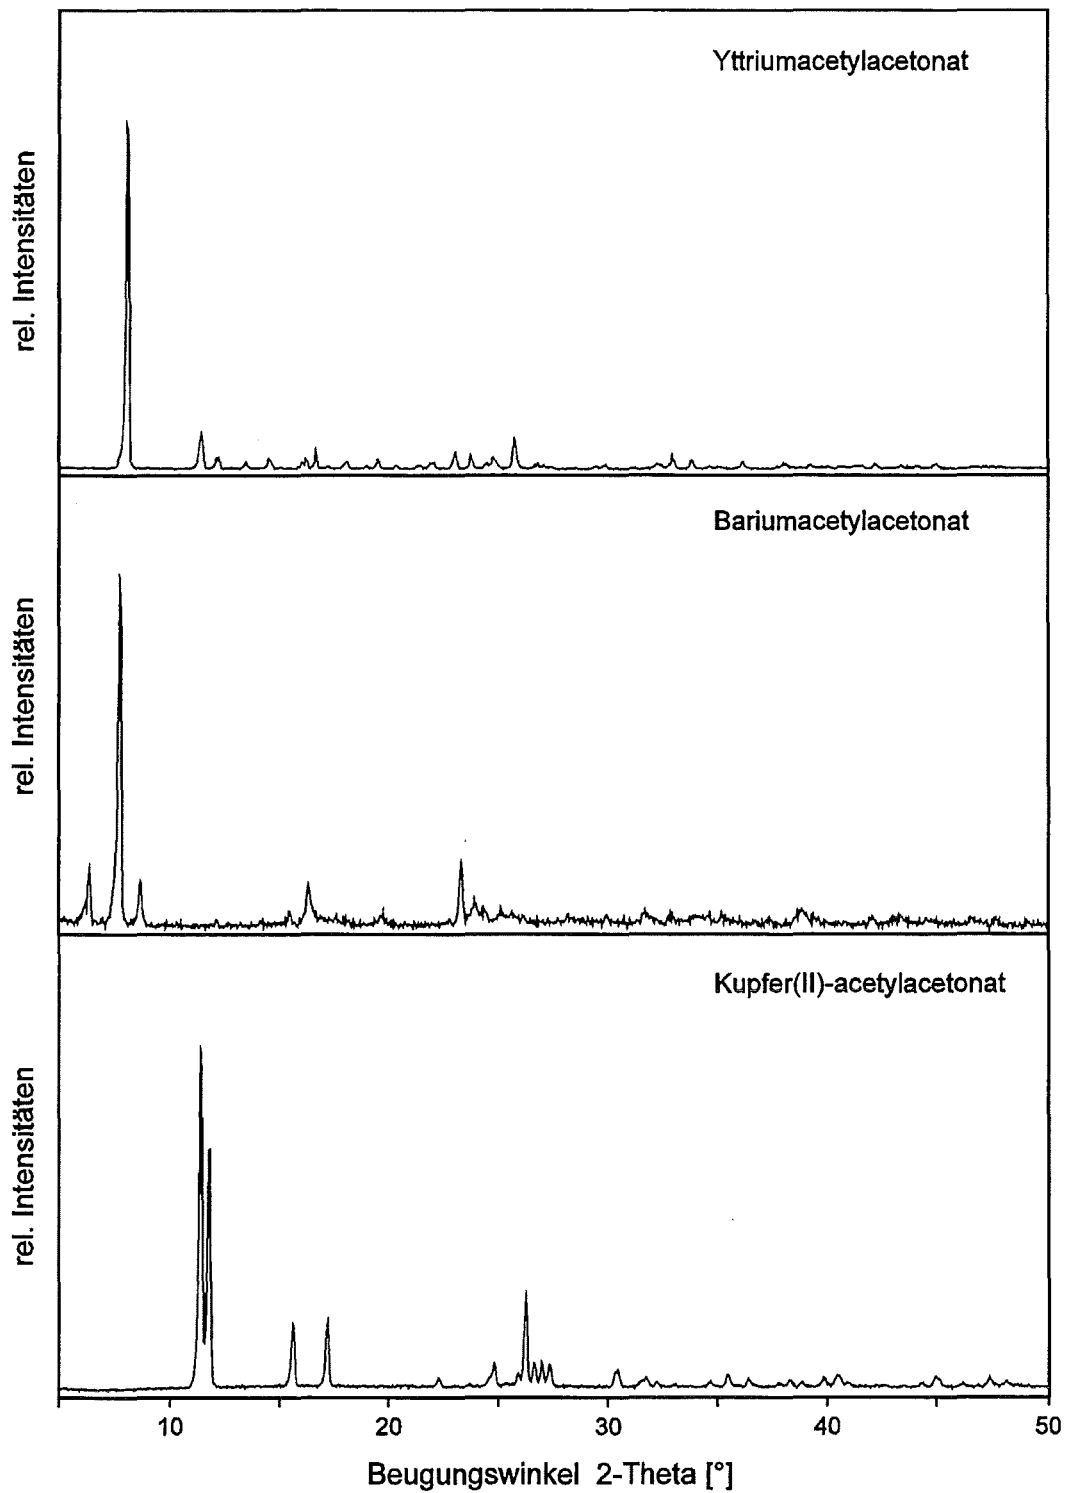 Yttriumacetylacetonat
rel. Intensitäten
Bariumacetylacetonat
rel. Intensitäten
Kupfer(II)-acetylacetonat
rel. Intensitäten
10 20 30 40 50
Beugungswinkel 2-Theta [°]